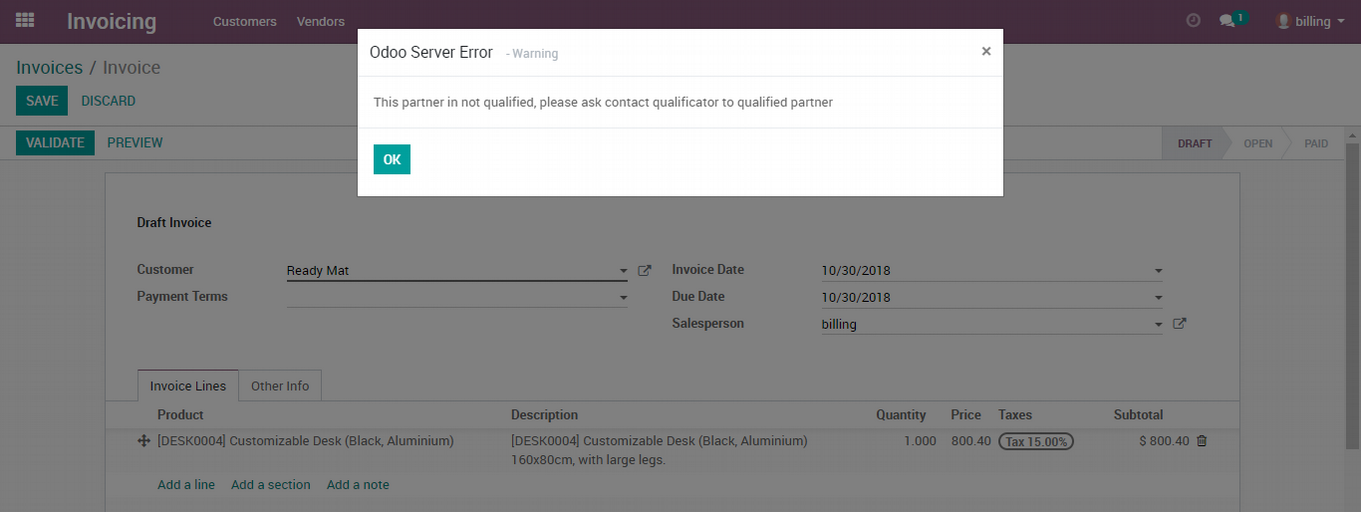 Invoicing Customers Vendors 1 billing
Odoo Server Error - Warning ×
Invoices / Invoice
This partner in not qualified, please ask contact qualificator to qualified partner
SAVE DISCARD
VALIDATE PREVIEW DRAFT OPEN PAID
OK
Draft Invoice
Customer Ready Mat Invoice Date 10/30/2018
Payment Terms Due Date 10/30/2018
Salesperson billing
Invoice Lines Other Info
Product Description Quantity Price Taxes Subtotal
[DESK0004] Customizable Desk (Black, Aluminium) [DESK0004] Customizable Desk (Black, Aluminium) 1.000 800.40 Tax 15.00% $ 800.40
160x80cm, with large legs.
Add a line Add a section Add a note